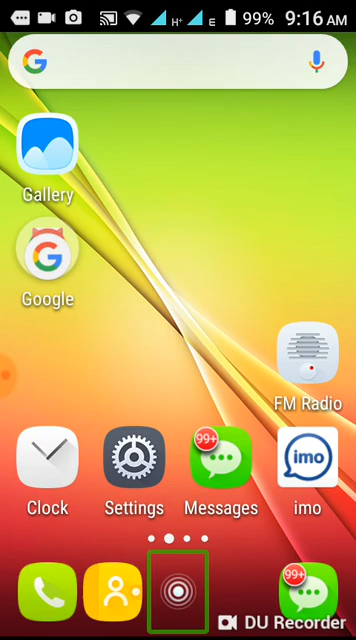 H+
E
99%
9:16 AM
G
Gallery
G
Google
FM Radio
99+
imo
Clock
Settings
Messages
imo
99+
DU Recorder